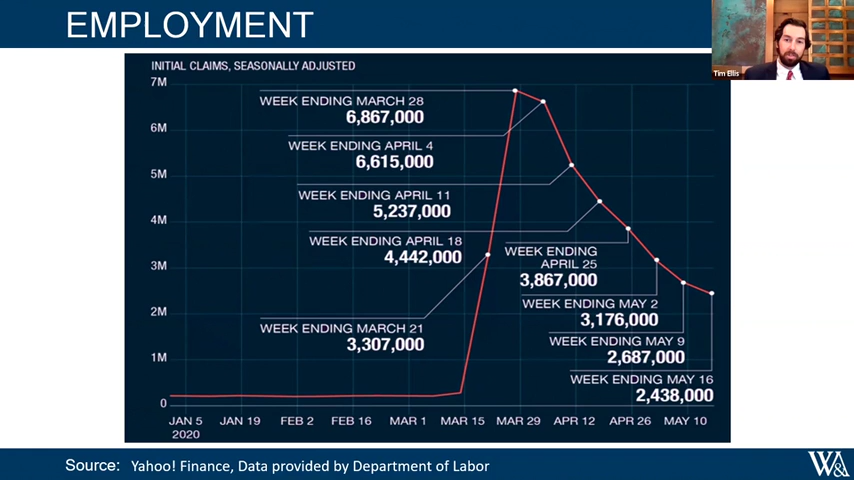 EMPLOYMENT
Tim Ellis
INITIAL CLAIMS, SEASONALLY ADJUSTED
7M
6M
5M
4M
3M
2M
1M
0
WEEK ENDING MARCH 28
6,867,000
WEEK ENDING APRIL 4
6,615,000
WEEK ENDING APRIL 11
5,237,000
WEEK ENDING APRIL 18
4,442,000
WEEK ENDING
APRIL 25
3,867,000
WEEK ENDING MAY 2
3,176,000
WEEK ENDING MARCH 21
3,307,000
WEEK ENDING MAY 9
2,687,000
WEEK ENDING MAY 16
2,438,000
JAN 5 JAN 19 FEB 2 FEB 16 MAR 1 MAR 15 MAR 29 APR 12 APR 26 MAY 10
2020
Source: Yahoo! Finance, Data provided by Department of Labor
W&A